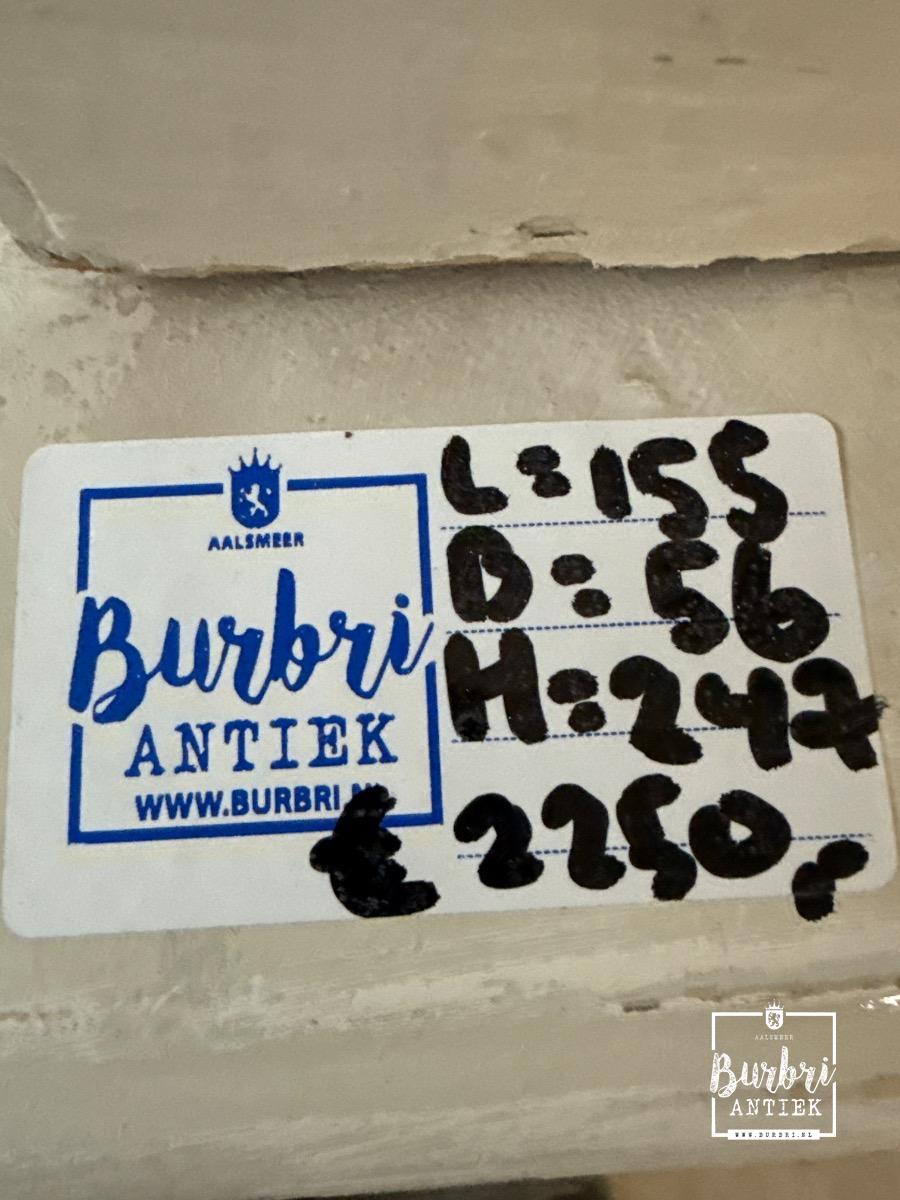 AALSMEER
Burbri
ANTIEK
WWW.BURBRI.NL
L:155
D:56
H:247
€ 2250,-
AALSMEER
Burbri
ANTIEK
WWW.BURBRI.NL